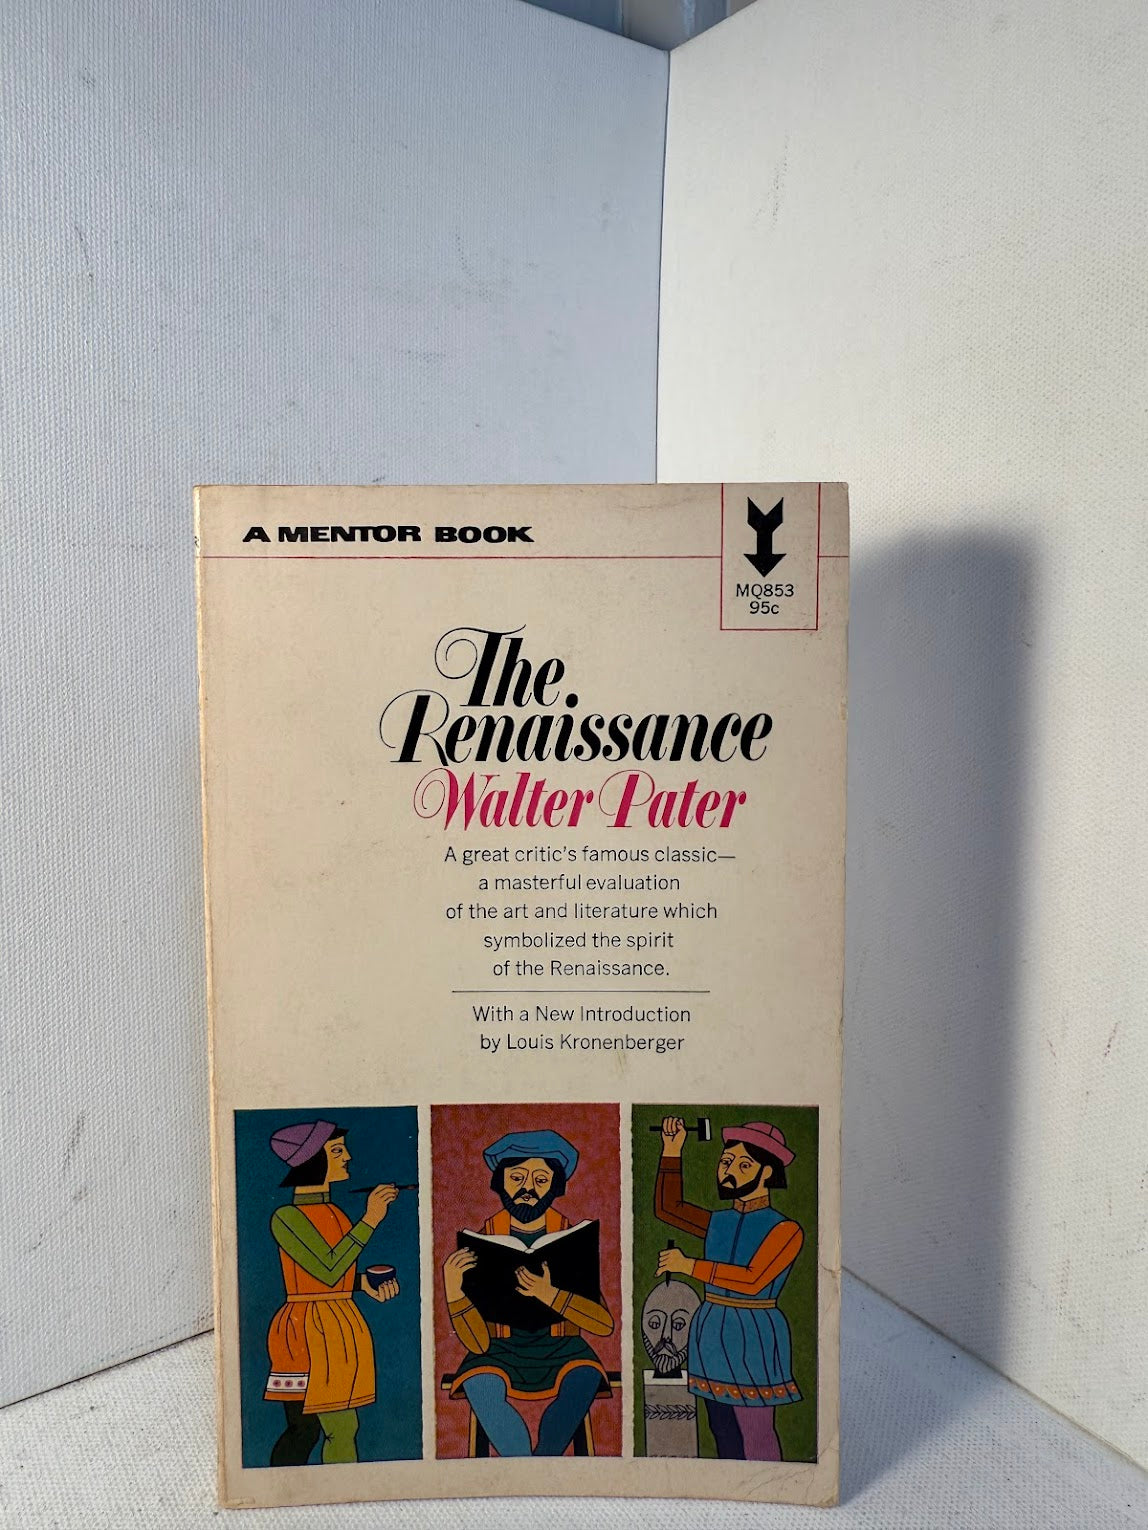 A MENTOR BOOK
MQ853
95c
The
Renaissance
Walter Pater
A great critic's famous classic—
a masterful evaluation
of the art and literature which
symbolized the spirit
of the Renaissance.
With a New Introduction
by Louis Kronenberger